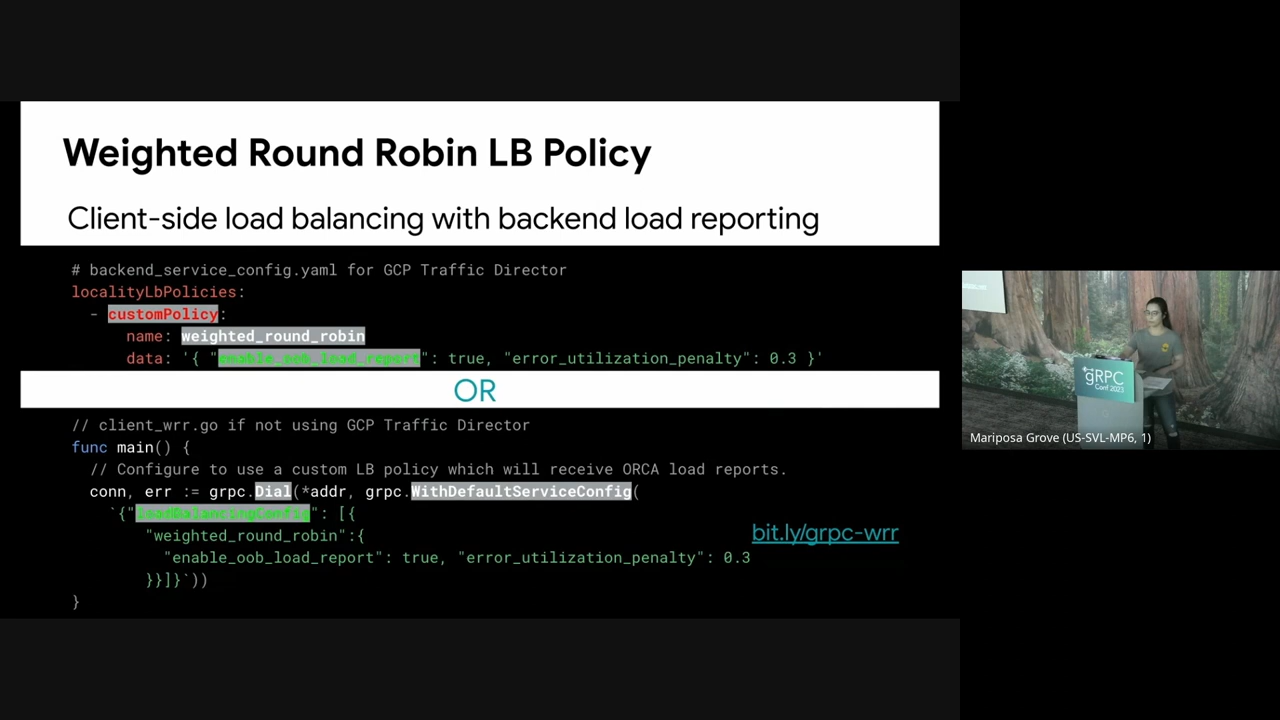 Weighted Round Robin LB Policy
Client-side load balancing with backend load reporting
# backend_service_config.yaml for GCP Traffic Director
localityLbPolicies:
- customPolicy:
name: weighted_round_robin
data: '{ "enable_oob_load_report": true, "error_utilization_penalty": 0.3 }'
OR
// client_wrr.go if not using GCP Traffic Director
func main() {
// Configure to use a custom LB policy which will receive ORCA load reports.
conn, err := grpc.Dial(*addr, grpc.WithDefaultServiceConfig(
`{"loadBalancingConfig": [{
"weighted_round_robin":{
"enable_oob_load_report": true, "error_utilization_penalty": 0.3
}}]}`))
}
bit.ly/grpc-wrr
gRPC
Conf 2023
Mariposa Grove (US-SVL-MP6, 1)